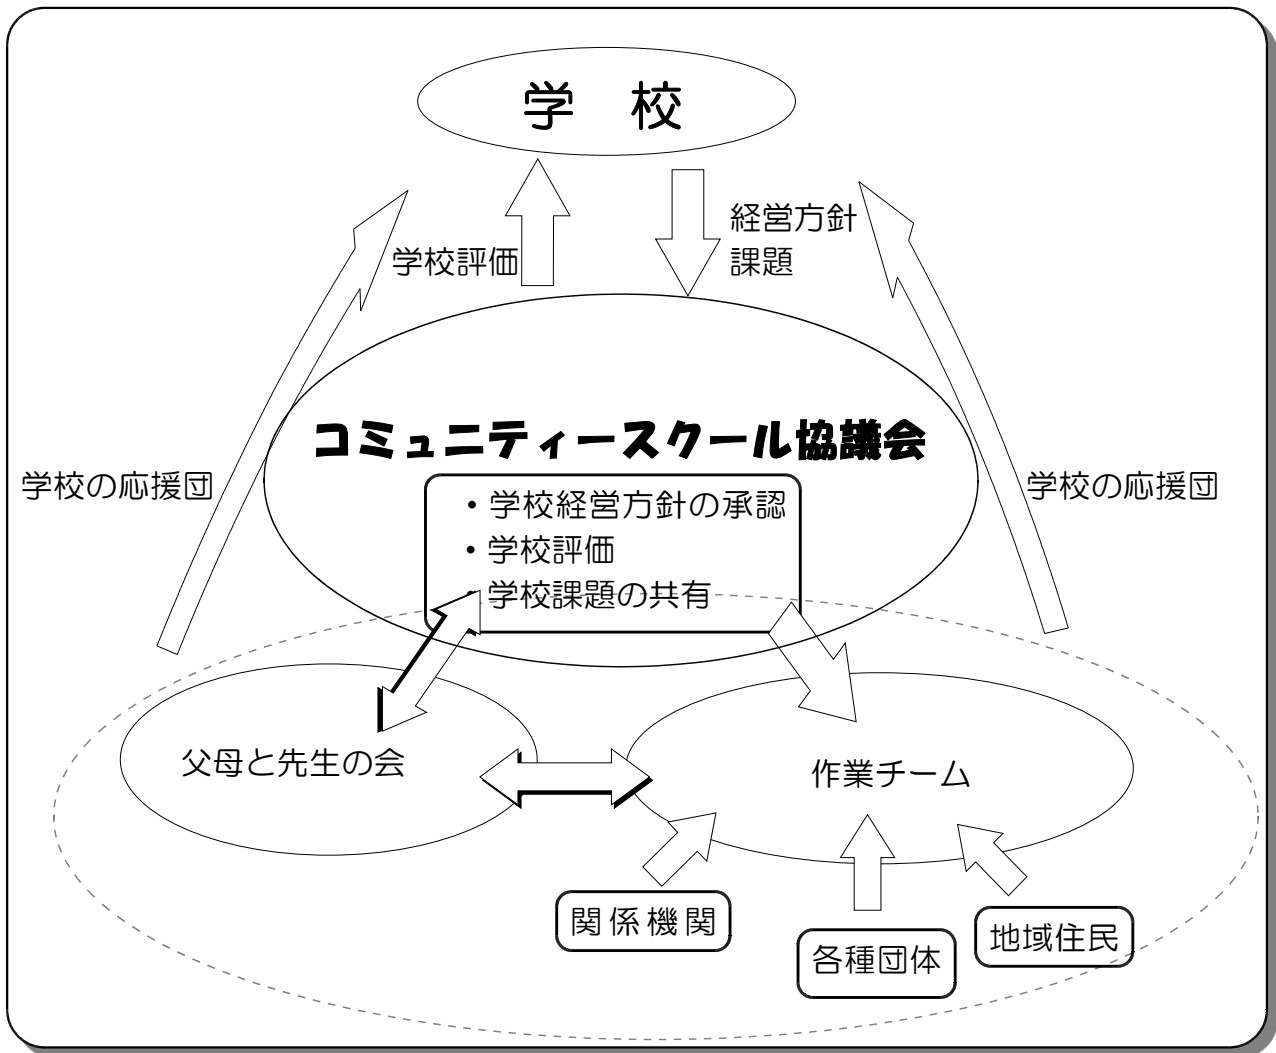 学　校
経営方針
課題
学校評価
コミュニティースクール協議会
学校の応援団
学校の応援団
・学校経営方針の承認
・学校評価
・学校課題の共有
父母と先生の会
作業チーム
関係機関
各種団体
地域住民